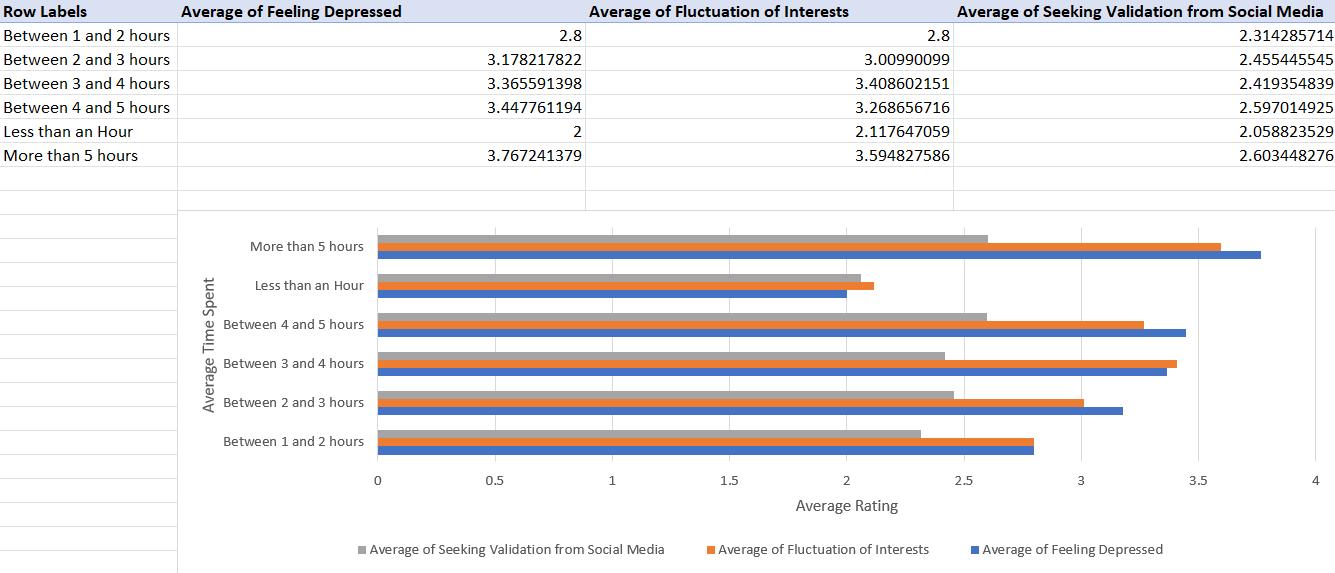 Row Labels Average of Feeling Depressed Average of Fluctuation of Interests Average of Seeking Validation from Social Media
Between 1 and 2 hours 2.8 2.8 2.314285714
Between 2 and 3 hours 3.178217822 3.00990099 2.455445545
Between 3 and 4 hours 3.365591398 3.408602151 2.419354839
Between 4 and 5 hours 3.447761194 3.268656716 2.597014925
Less than an Hour 2 2.117647059 2.058823529
More than 5 hours 3.767241379 3.594827586 2.603448276
Average Time Spent
More than 5 hours
Less than an Hour
Between 4 and 5 hours
Between 3 and 4 hours
Between 2 and 3 hours
Between 1 and 2 hours
0 0.5 1 1.5 2 2.5 3 3.5 4
Average Rating
Average of Seeking Validation from Social Media Average of Fluctuation of Interests Average of Feeling Depressed